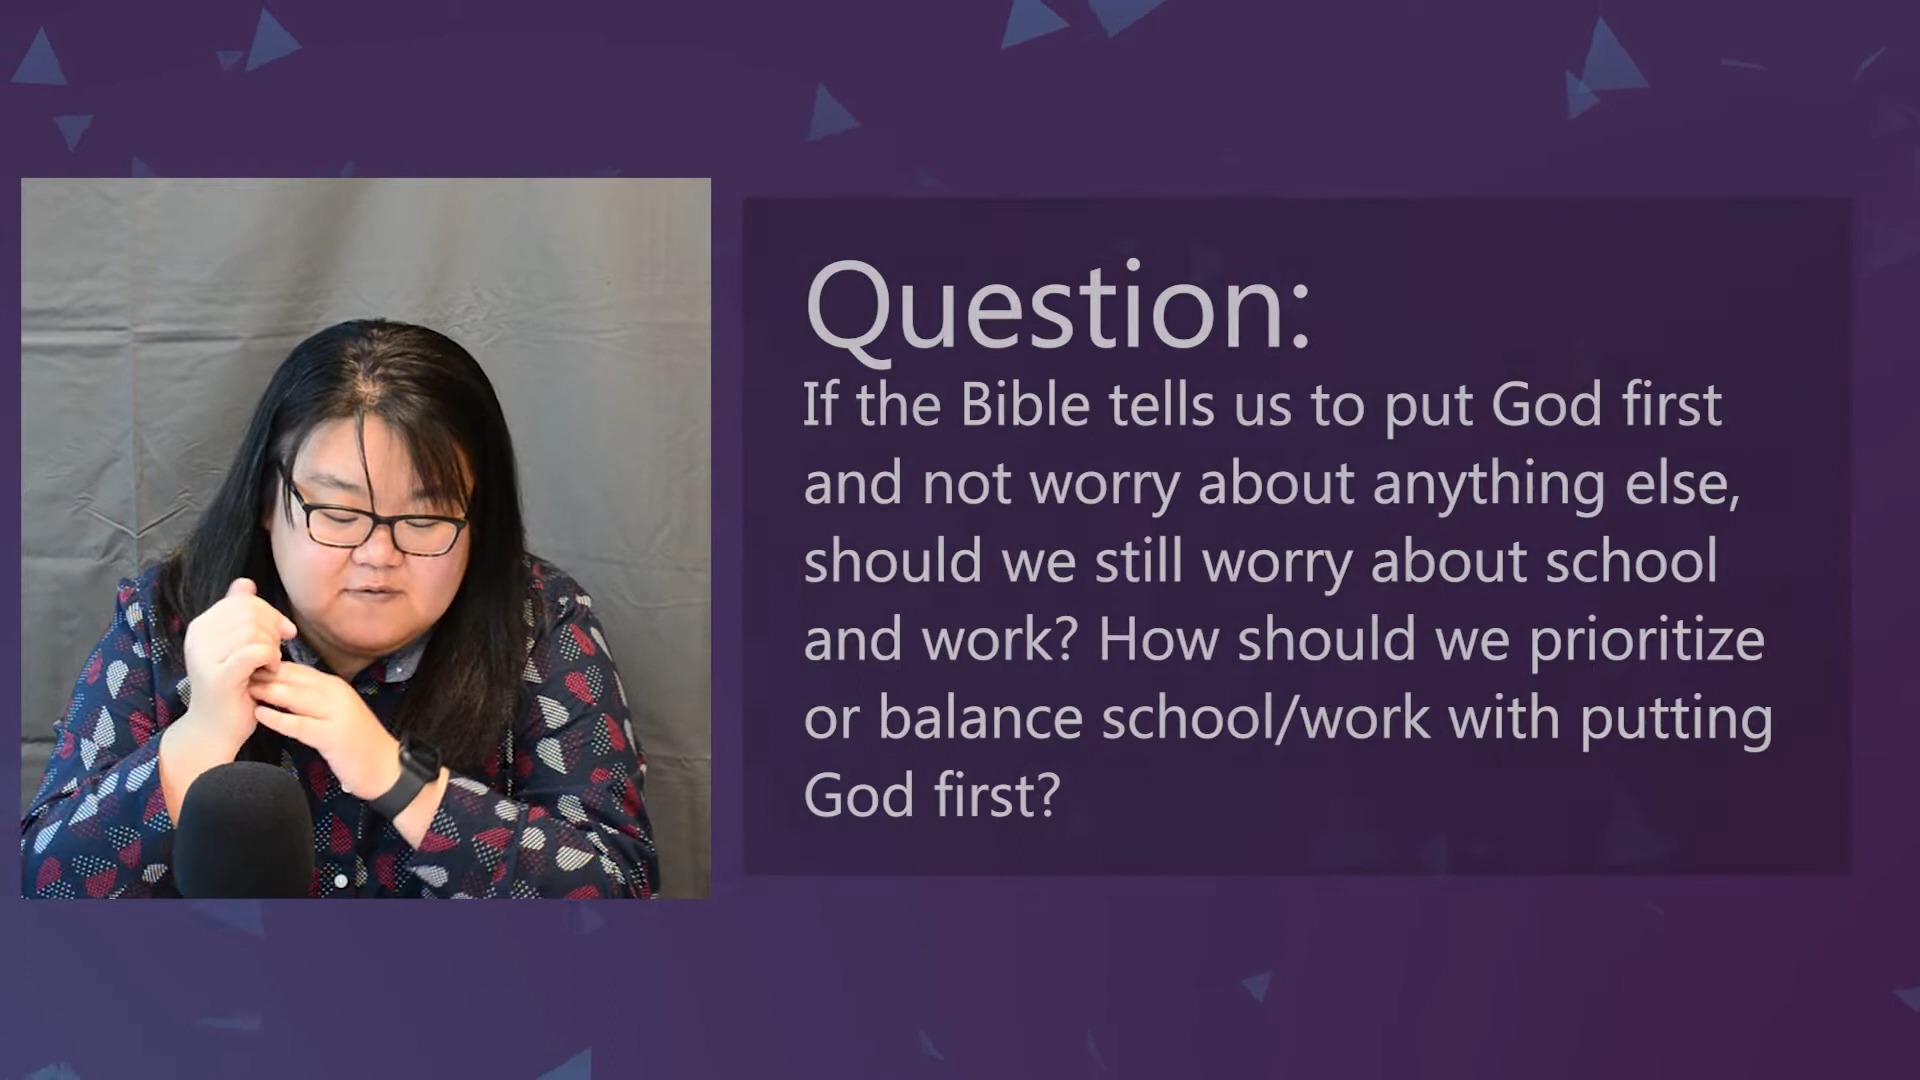 Question:
If the Bible tells us to put God first
and not worry about anything else,
should we still worry about school
and work? How should we prioritize
or balance school/work with putting
God first?